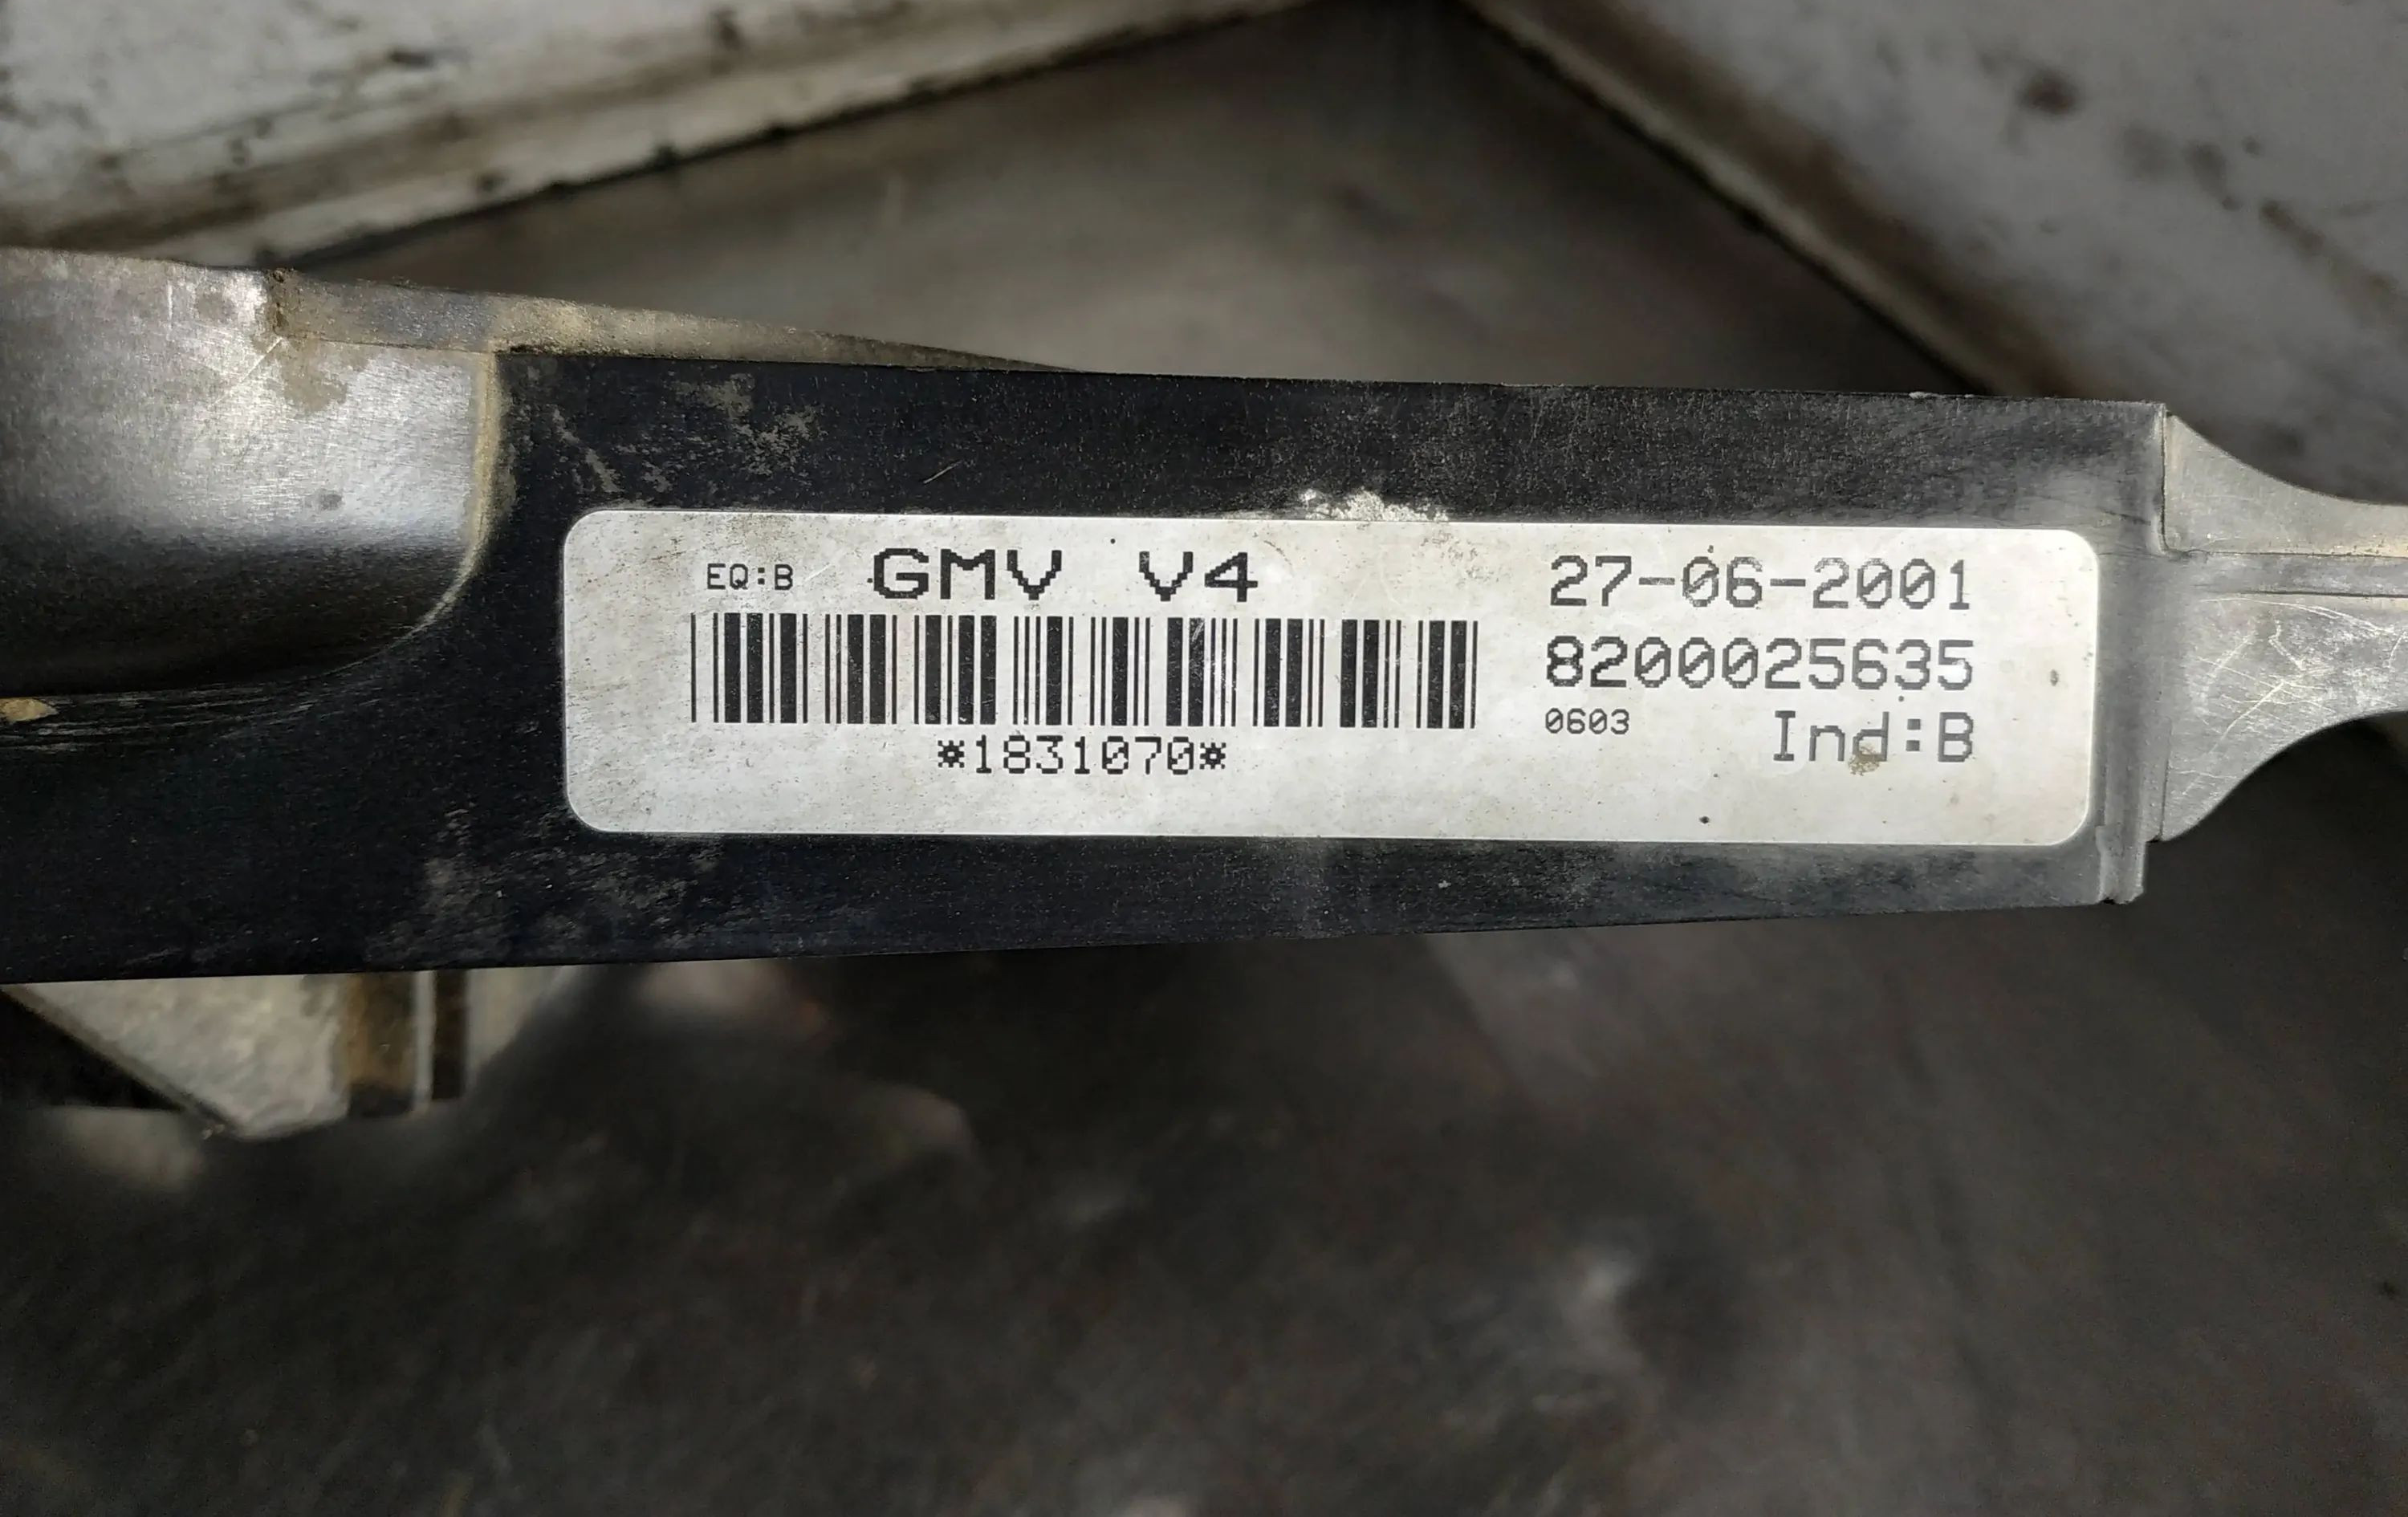 EQ:B GMV V4
*1831070*
27-06-2001
8200025635
0603 Ind:B